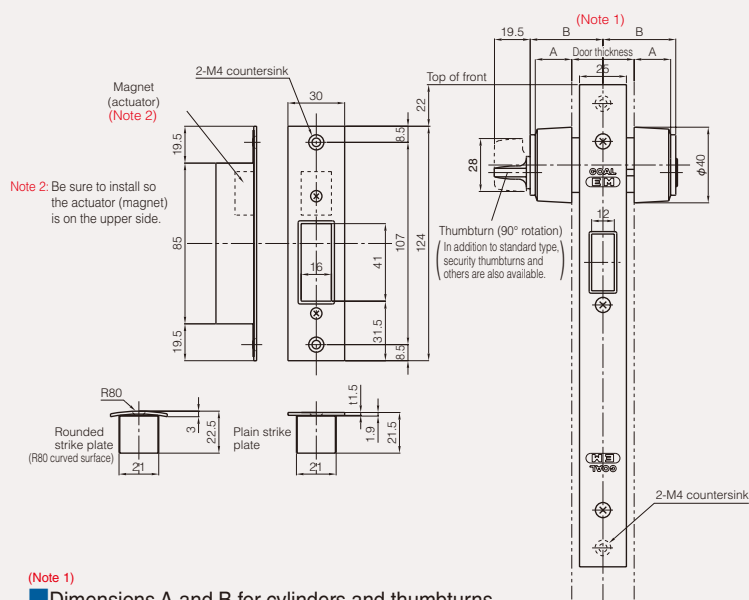 (Note 1)
19.5
B
B
A
Door thickness
A
25
Top of front
22
2-M4 countersink
30
Magnet
(actuator)
(Note 2)
8.5
19.5
28
GOAL
EM
φ40
Note 2: Be sure to install so
the actuator (magnet)
is on the upper side.
Thumbturn (90° rotation)
In addition to standard type,
security thumbturns and
others are also available.
12
85
16
41
107
124
31.5
19.5
8.5
R80
Rounded
strike plate
(R80 curved surface)
3
22.5
21
Plain strike
plate
t1.5
1.9
21.5
21
EM
GOAL
2-M4 countersink
(Note 1)
Dimensions A and B for cylinders and thumbturns